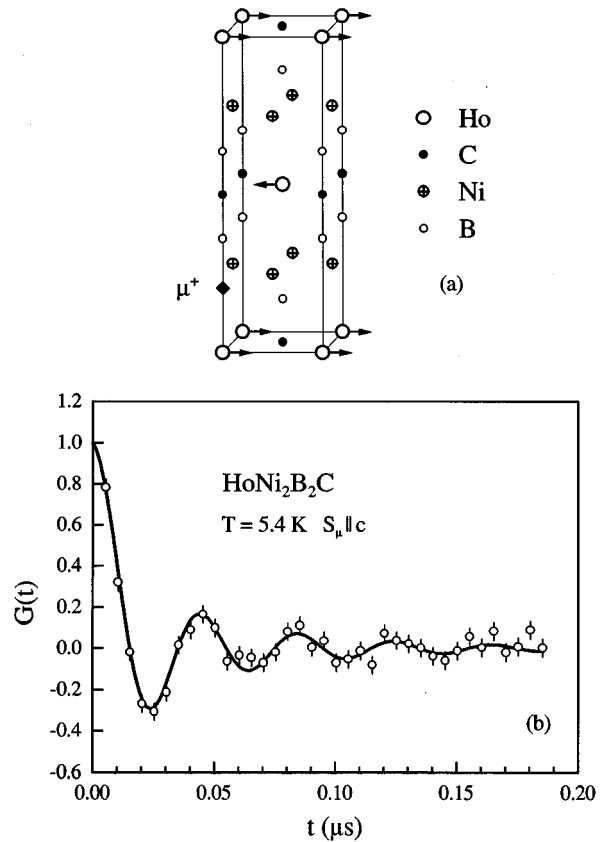 Ho
C
Ni
B
μ⁺
(a)
1.2
1.0
0.8
0.6
0.4
0.2
0.0
-0.2
-0.4
-0.6
G(t)
HoNi₂B₂C
T = 5.4 K S_μ ∥ c
(b)
0.00 0.05 0.10 0.15 0.20
t (μs)